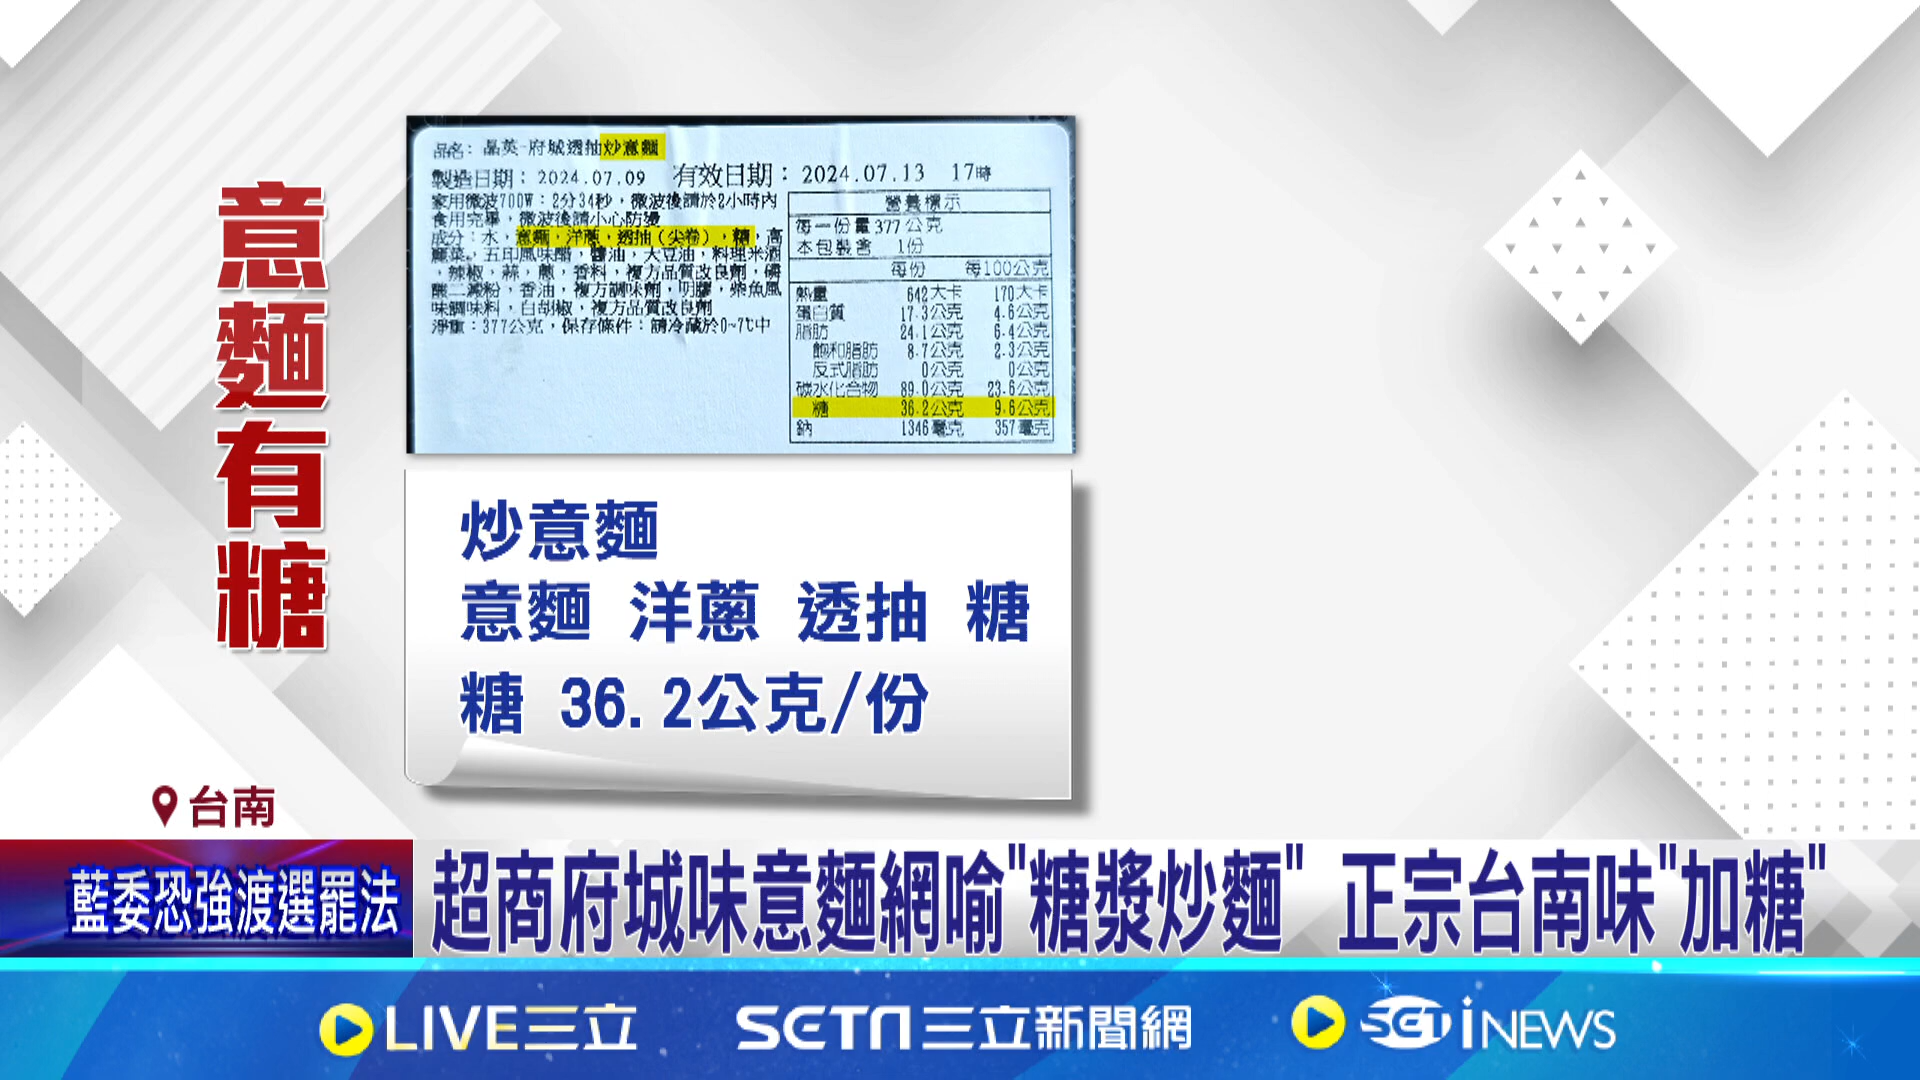 意麵有糖
品名: 晶英-府城透抽炒意麵
製造日期: 2024.07.09 有效日期: 2024.07.13 17時
家用微波700W:2分34秒,微波後請於2小時內
食用完畢,微波後請小心防燙
成分:水,意麵,洋蔥,透抽(尖卷),糖,高
麗菜,五印風味醋,醬油,大豆油,料理米酒
,辣椒,蒜,蔥,香料,複方品質改良劑,磷
酸二澱粉,香油,複方調味劑,明膠,柴魚風
味調味料,白胡椒,複方品質改良劑
淨重:377公克,保存條件:請冷藏於0~7℃中
營養標示
每一份量 377 公克
本包裝含 1份
每份 每100公克
熱量 642大卡 170大卡
蛋白質 17.3公克 4.6公克
脂肪 24.1公克 6.4公克
飽和脂肪 8.7公克 2.3公克
反式脂肪 0公克 0公克
碳水化合物 89.0公克 23.6公克
糖 36.2公克 9.6公克
鈉 1346毫克 357毫克
炒意麵
意麵 洋蔥 透抽 糖
糖 36.2公克/份
台南
藍委恐強渡選罷法
超商府城味意麵網喻"糖漿炒麵" 正宗台南味"加糖"
LIVE三立
SETN三立新聞網
SET iNEWS